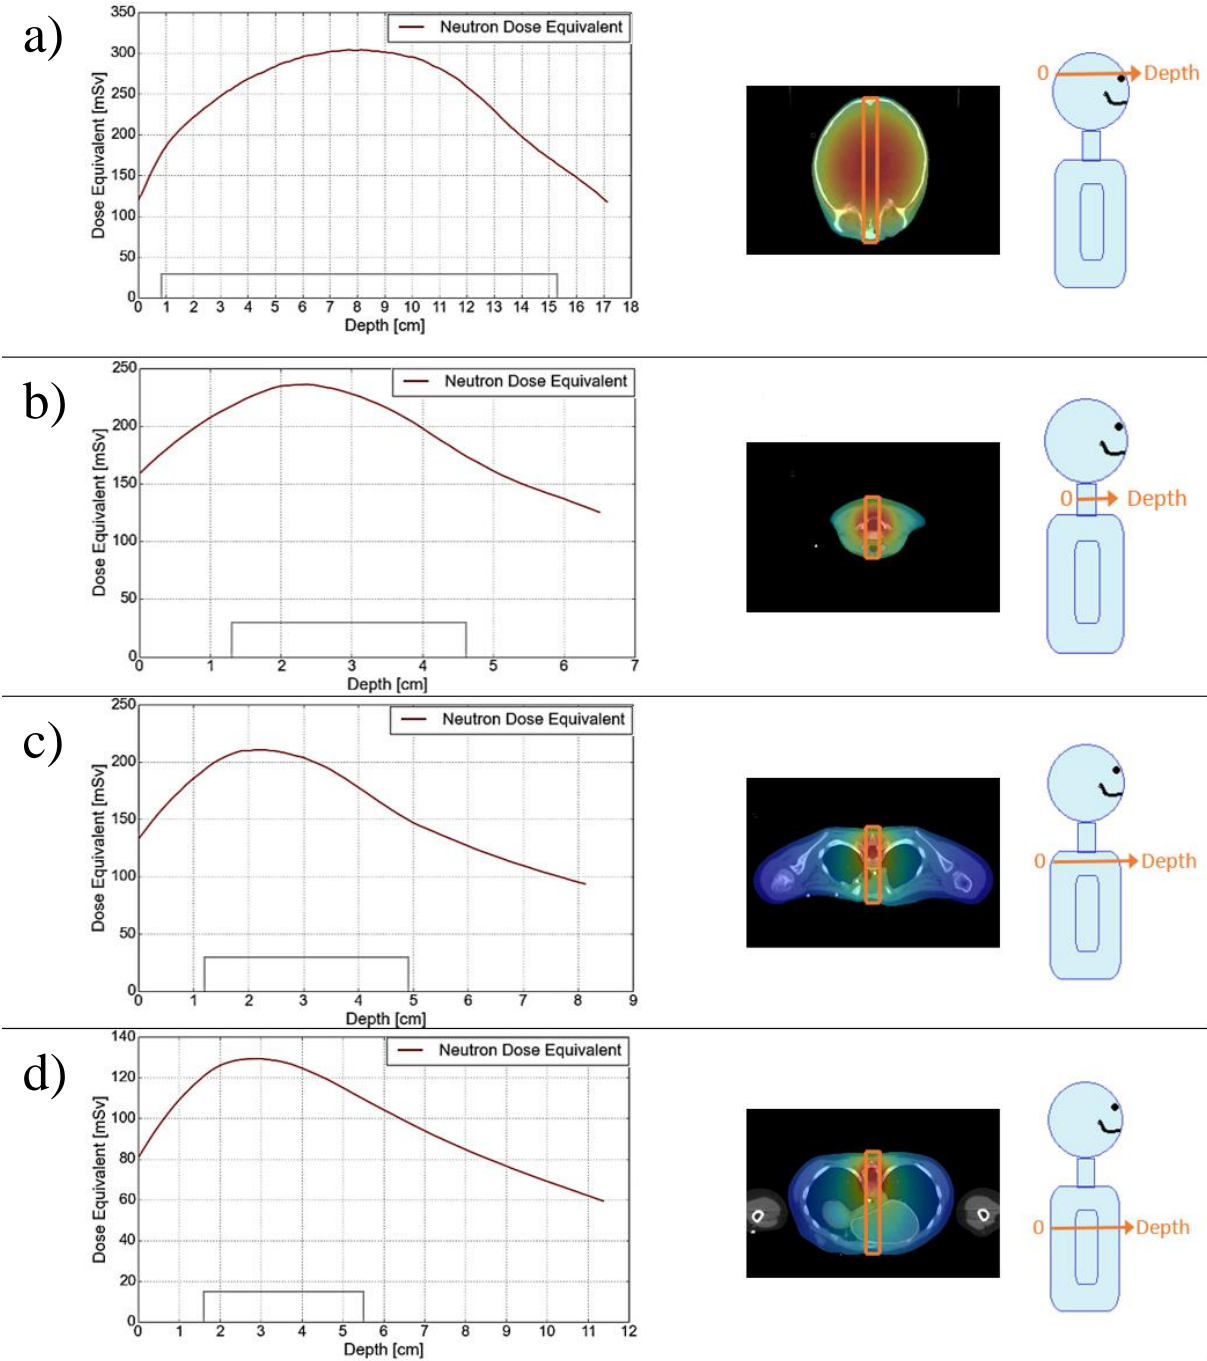 a)
Neutron Dose Equivalent
Dose Equivalent [mSv]
350
300
250
200
150
100
50
0
0 1 2 3 4 5 6 7 8 9 10 11 12 13 14 15 16 17 18
Depth [cm]
0 Depth
b)
Neutron Dose Equivalent
Dose Equivalent [mSv]
250
200
150
100
50
0
0 1 2 3 4 5 6 7
Depth [cm]
0 Depth
c)
Neutron Dose Equivalent
Dose Equivalent [mSv]
250
200
150
100
50
0
0 1 2 3 4 5 6 7 8 9
Depth [cm]
0 Depth
d)
Neutron Dose Equivalent
Dose Equivalent [mSv]
140
120
100
80
60
40
20
0
0 1 2 3 4 5 6 7 8 9 10 11 12
Depth [cm]
0 Depth